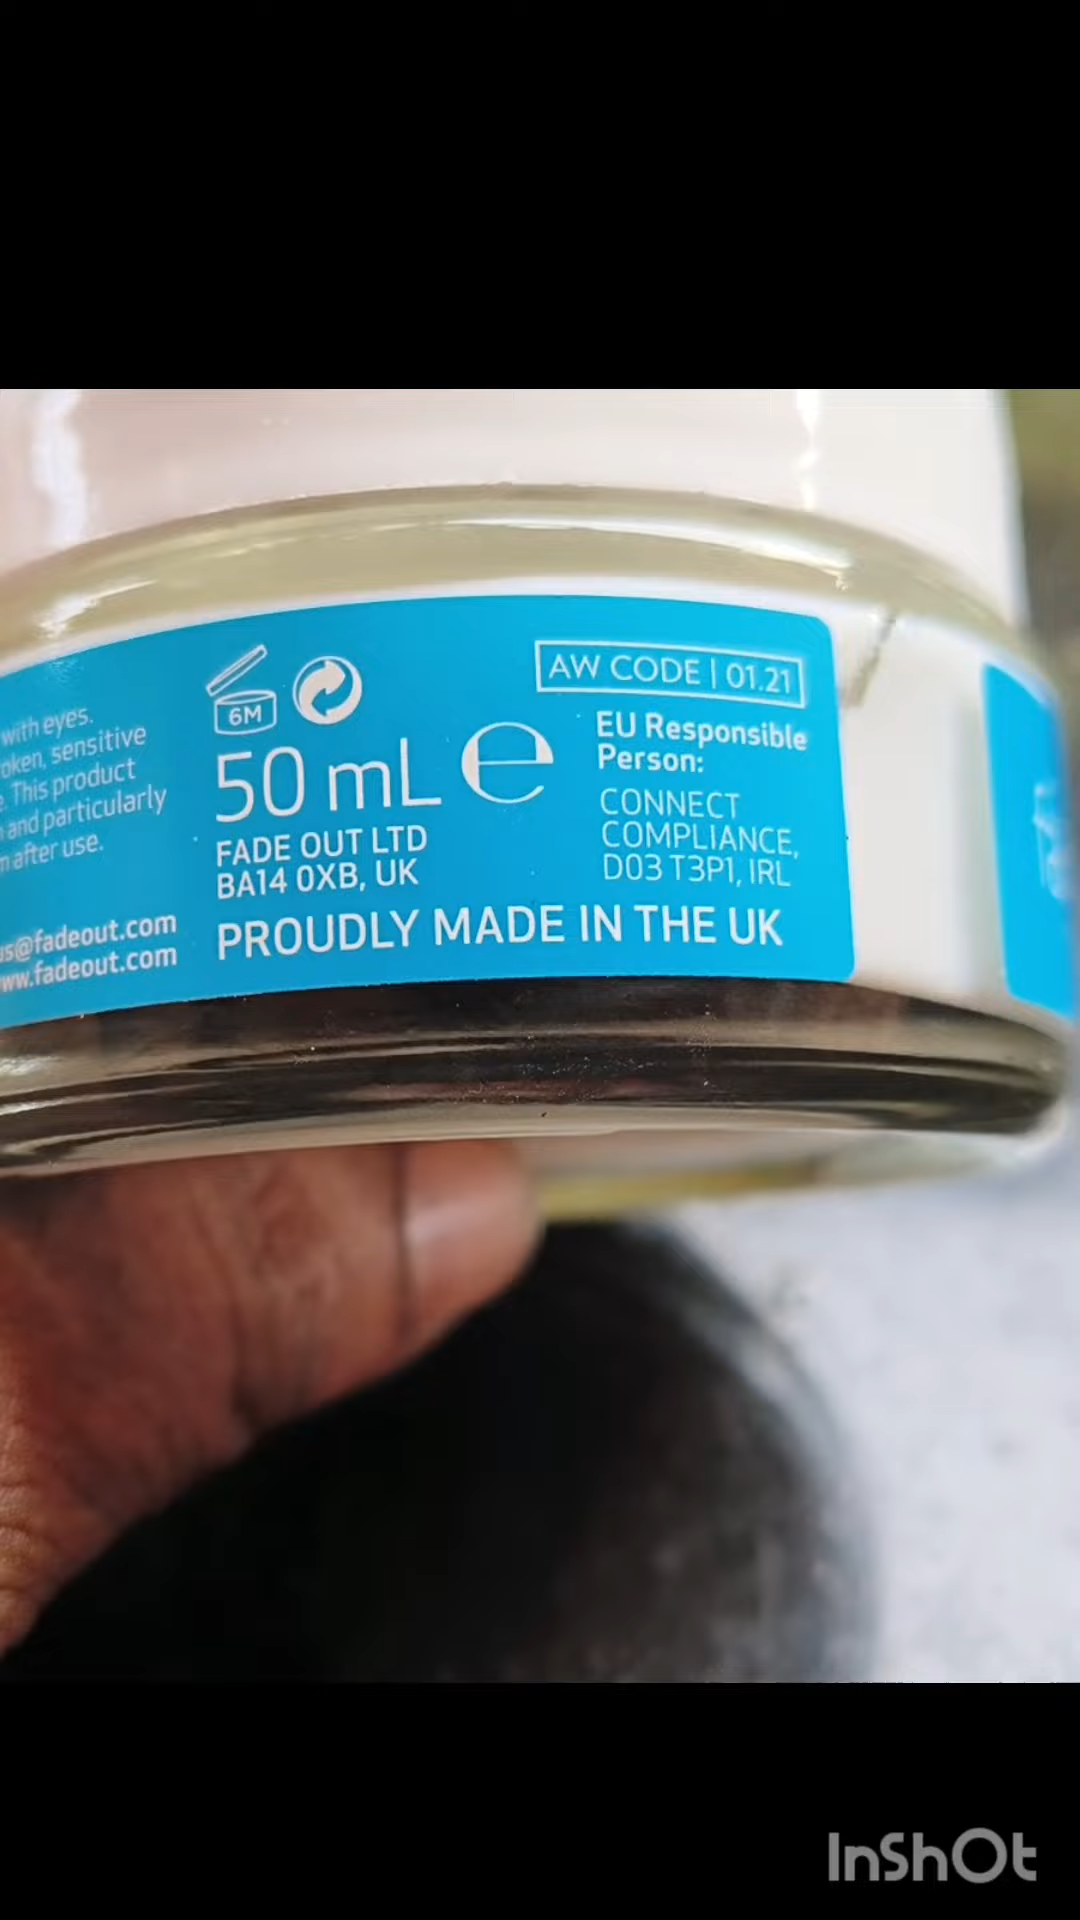 with eyes.
sensitive
This product
and particularly
after use.
@fadeout.com
.fadeout.com
6M
50 mL e
FADE OUT LTD
BA14 0XB, UK
PROUDLY MADE IN THE UK
AW CODE | 01.21
EU Responsible
Person:
CONNECT
COMPLIANCE,
D03 T3P1, IRL
InShOt